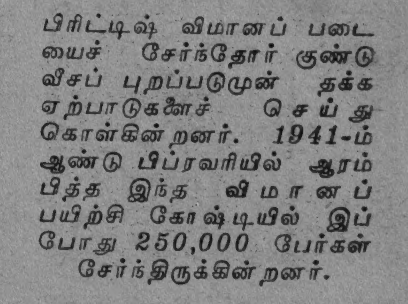 பிரிட்டிஷ் விமானப் படை
யைச் சேர்ந்தோர் குண்டு
வீசப் புறப்படுமுன் தக்க
ஏற்பாடுகளைச் செய்து
கொள்கின்றனர். 1941-ம்
ஆண்டு பிப்ரவரியில் ஆரம்
பித்த இந்த விமானப்
பயிற்சி கோஷ்டியில் இப்
போது 250,000 பேர்கள்
சேர்ந்திருக்கின்றனர்.